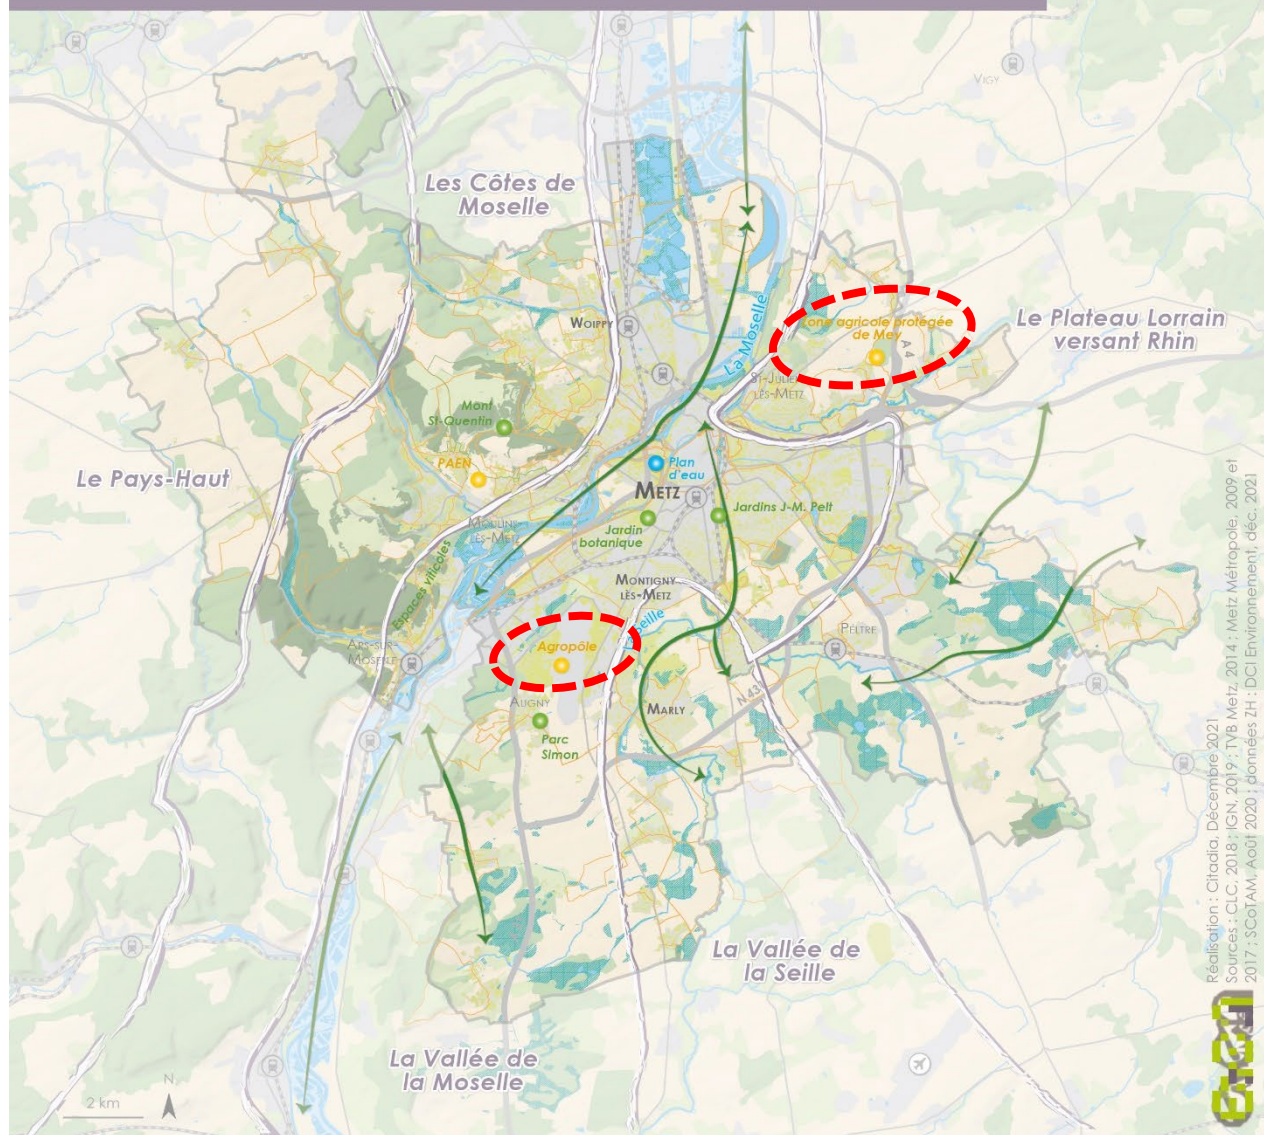 VIGY
Les Côtes de
Moselle
La Moselle
WOIPPY
Zone agricole protégée
de Mey
A 4
Le Plateau Lorrain
versant Rhin
ST-JULIEN
LÈS-METZ
Mont
St-Quentin
PAEN
Le Pays-Haut
Plan
d'eau
METZ
Jardins J-M. Pelt
Jardin
botanique
MOULINS-
LÈS-METZ
Espaces viticoles
MONTIGNY
LÈS-METZ
La Seille
PELTRE
Agropôle
ARS-SUR-
MOSELLE
AUGNY
MARLY
N 431
Parc
Simon
La Vallée de
la Seille
La Vallée de
la Moselle
N
2 km
Réalisation : Citadia, Décembre 2021
Sources : CLC, 2018 ; IGN, 2019 ; TVB Metz, 2014 ; Metz Métropole, 2009 et
2017 ; SCoTAM, Août 2020 ; données ZH : DCI Environnement, déc. 2021